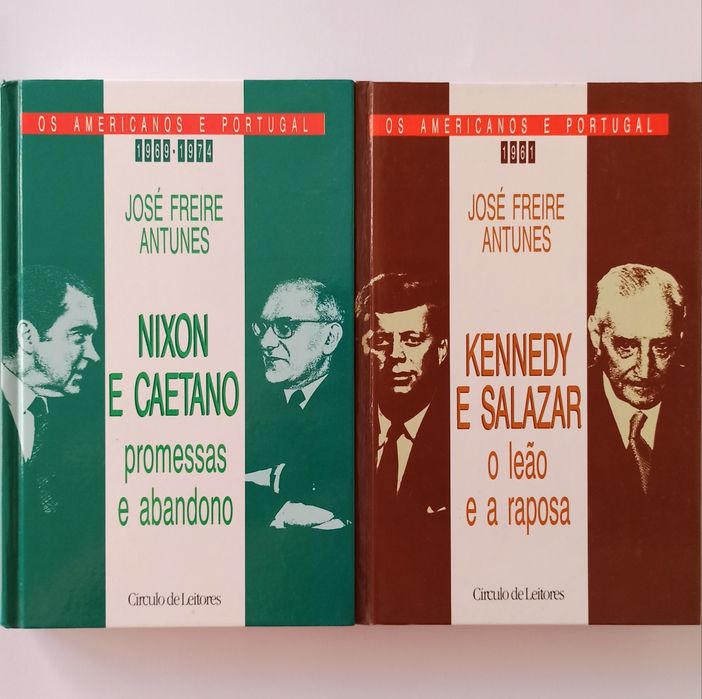 OS AMERICANOS E PORTUGAL
1969-1974
JOSÉ FREIRE
ANTUNES
NIXON
E CAETANO
promessas
e abandono
Círculo de Leitores
OS AMERICANOS E PORTUGAL
1961
JOSÉ FREIRE
ANTUNES
KENNEDY
E SALAZAR
o leão
e a raposa
Círculo de Leitores